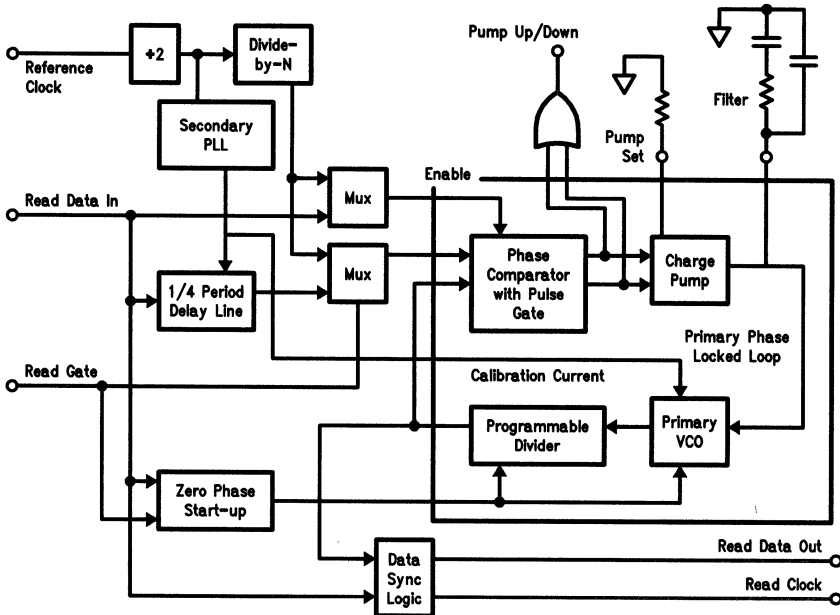 Pump Up/Down
+2
Divide-
by-N
Reference
Clock
Filter
Secondary
PLL
Pump
Set
Enable
Read Data In
Mux
Mux
Phase
Comparator
with Pulse
Gate
Charge
Pump
1/4 Period
Delay Line
Primary Phase
Locked Loop
Read Gate
Calibration Current
Programmable
Divider
Primary
VCO
Zero Phase
Start-up
Data
Sync
Logic
Read Data Out
Read Clock